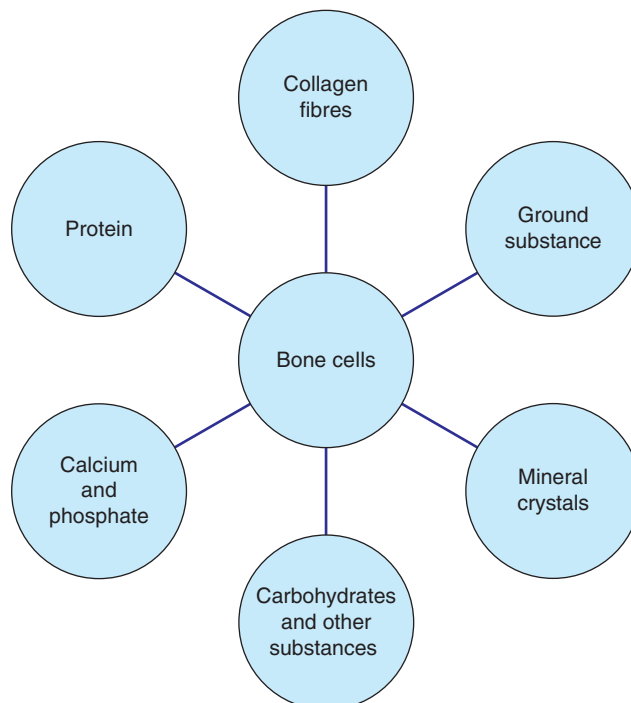 Collagen
fibres
Protein
Ground
substance
Bone cells
Calcium
and
phosphate
Mineral
crystals
Carbohydrates
and other
substances